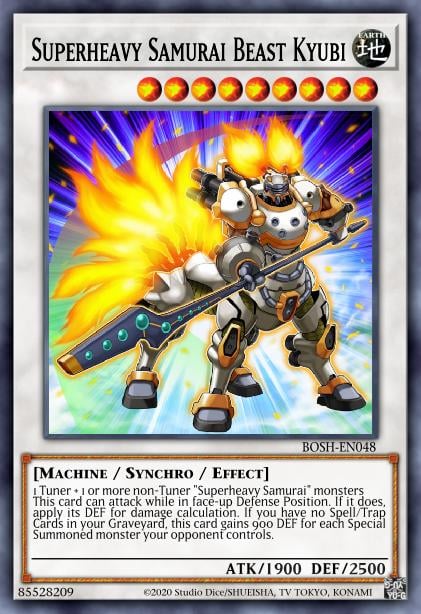 SUPERHEAVY SAMURAI BEAST KYUBI
EARTH
地
BOSH-EN048
[MACHINE / SYNCHRO / EFFECT]
1 Tuner + 1 or more non-Tuner "Superheavy Samurai" monsters
This card can attack while in face-up Defense Position. If it does,
apply its DEF for damage calculation. If you have no Spell/Trap
Cards in your Graveyard, this card gains 900 DEF for each Special
Summoned monster your opponent controls.
ATK/1900 DEF/2500
85528209
©2020 Studio Dice/SHUEISHA, TV TOKYO, KONAMI